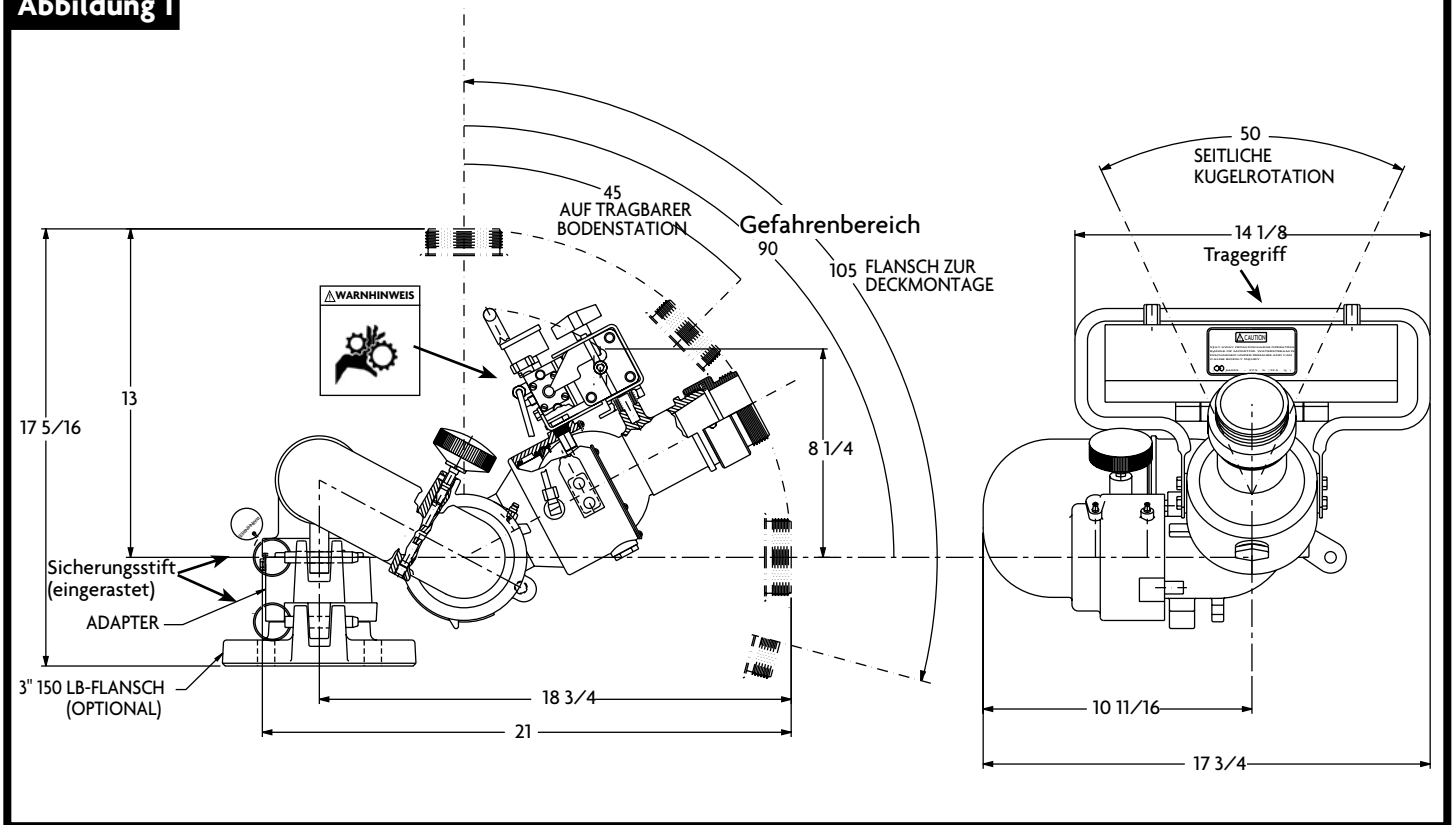 Abbildung 1
50
SEITLICHE
KUGELROTATION
45
AUF TRAGBARER
BODENSTATION
Gefahrenbereich
90
105 FLANSCH ZUR
DECKMONTAGE
14 1/8
Tragegriff
WARNHINWEIS
CAUTION
13
17 5/16
8 1/4
Sicherungsstift
(eingerastet)
ADAPTER
3" 150 LB-FLANSCH
(OPTIONAL)
18 3/4
21
10 11/16
17 3/4